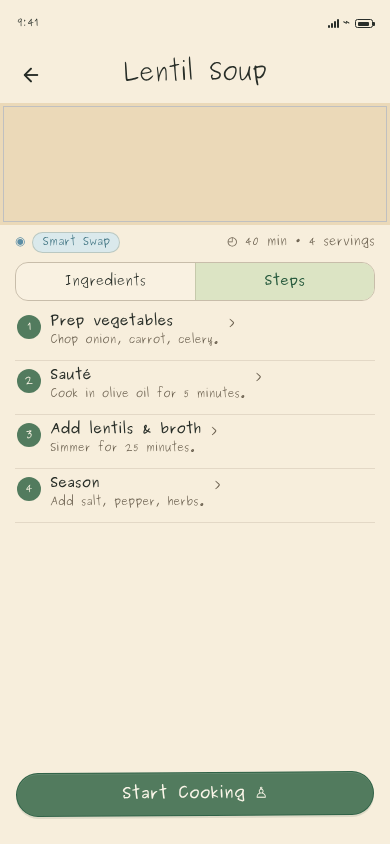 9:41
Lentil Soup
Smart Swap
40 min • 4 servings
Ingredients
Steps
1
Prep vegetables
Chop onion, carrot, celery.
2
Sauté
Cook in olive oil for 5 minutes.
3
Add lentils & broth
Simmer for 25 minutes.
4
Season
Add salt, pepper, herbs.
Start Cooking